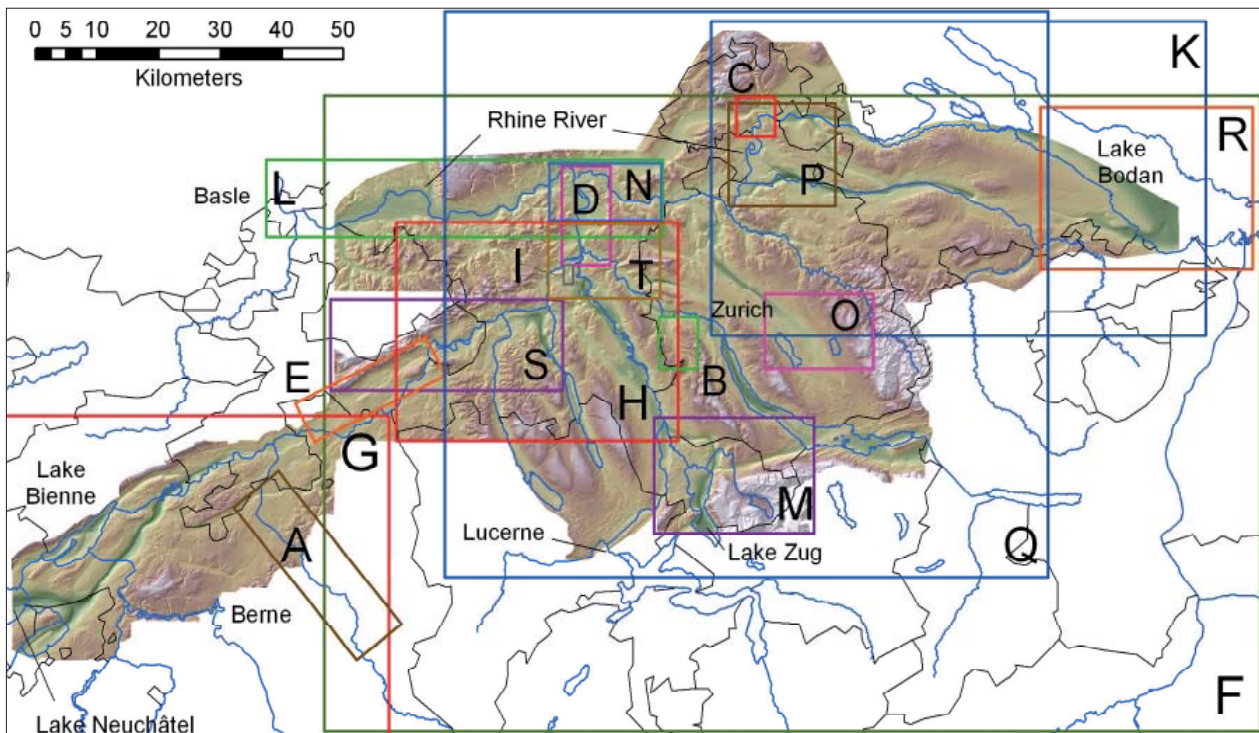 0 5 10 20 30 40 50
Kilometers
K
C
Rhine River
R
Lake
Bodan
L
Basle
D
N
P
I
T
Zurich
O
S
E
B
H
G
Lake
Bienne
M
A
Lucerne
Lake Zug
Q
Berne
F
Lake Neuchâtel